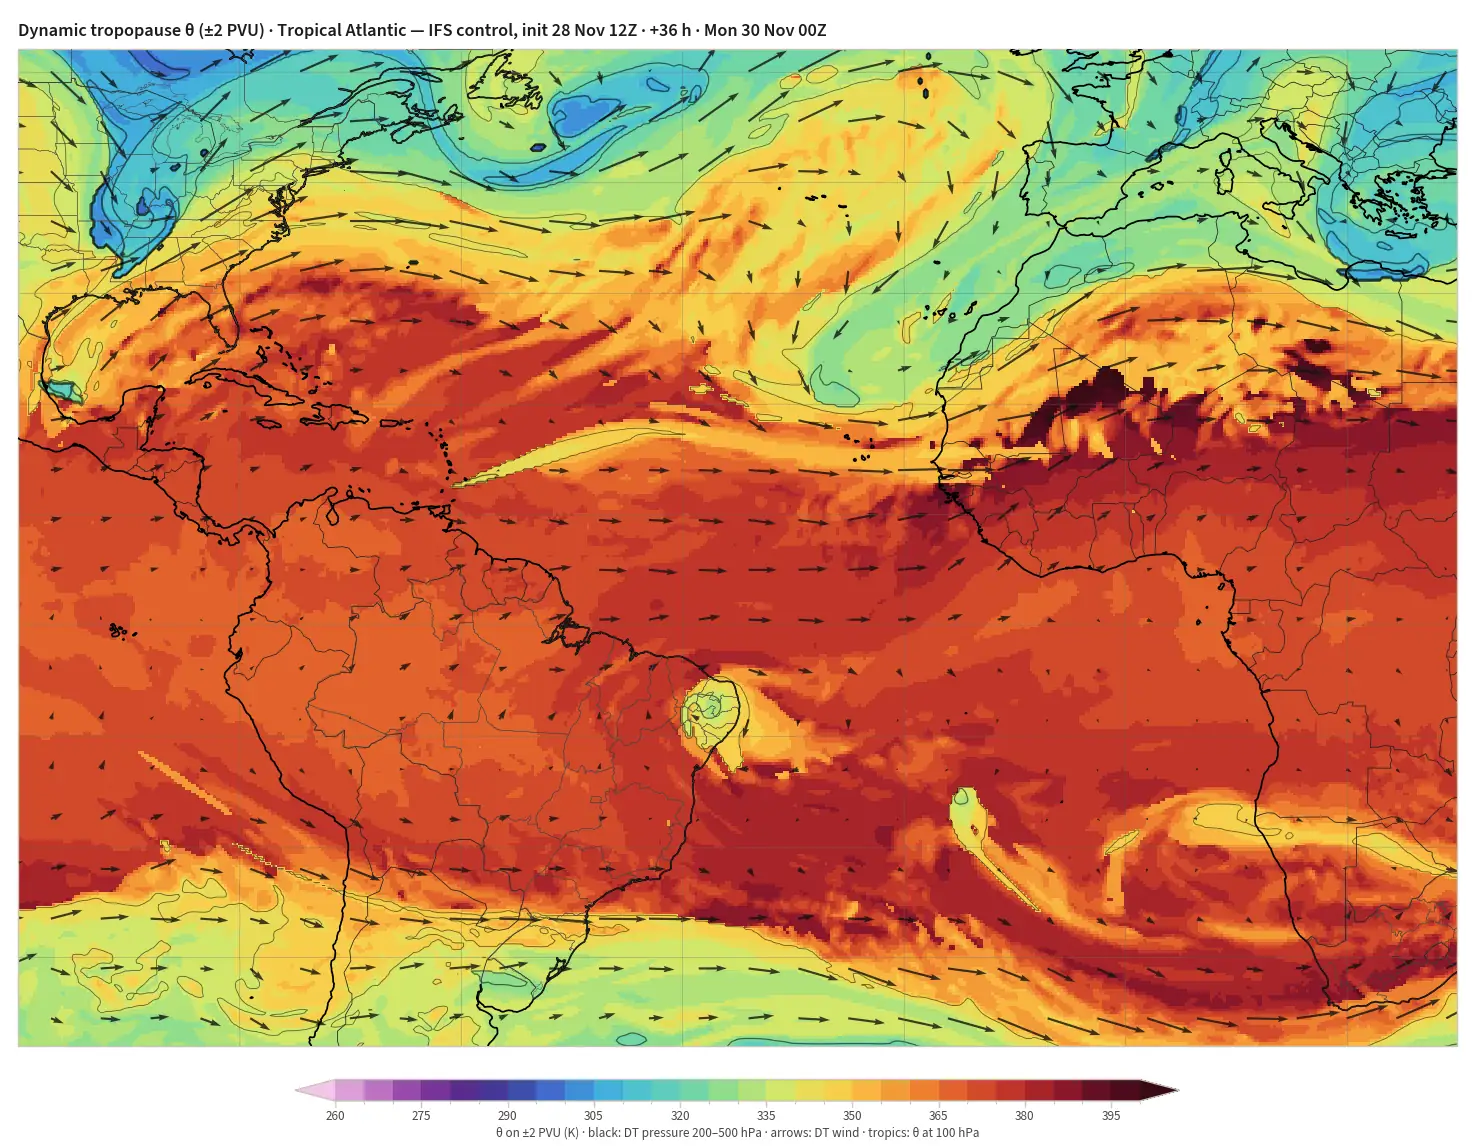 Dynamic tropopause θ (±2 PVU) · Tropical Atlantic — IFS control, init 28 Nov 12Z · +36 h · Mon 30 Nov 00Z
260 275 290 305 320 335 350 365 380 395
θ on ±2 PVU (K) · black: DT pressure 200–500 hPa · arrows: DT wind · tropics: θ at 100 hPa